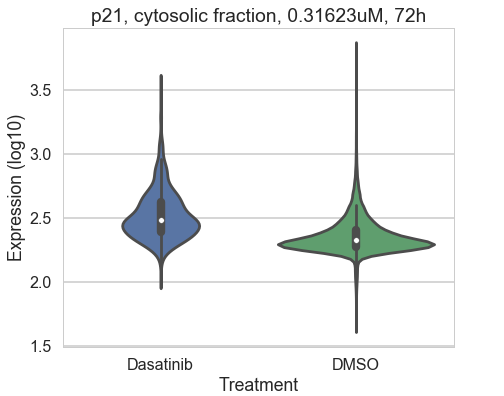 p21, cytosolic fraction, 0.31623uM, 72h
Expression (log10)
3.5
3.0
2.5
2.0
1.5
Dasatinib
DMSO
Treatment